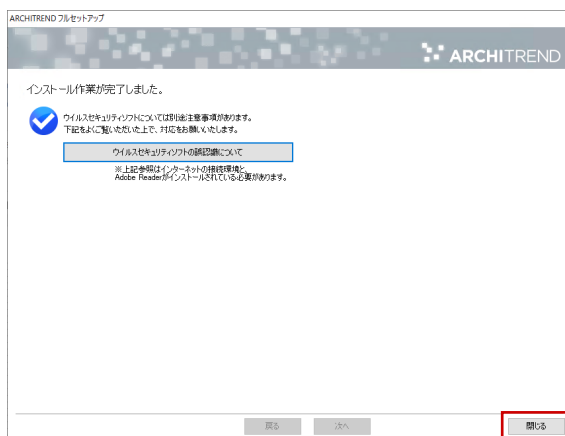 ARCHITREND フルセットアップ
ARCHITREND
インストール作業が完了しました。
ウイルスセキュリティソフトについては別途注意事項があります。
下記をよくご覧いただいた上で、対応をお願いいたします。
ウイルスセキュリティソフトの誤認識について
※上記参照はインターネットの接続環境と、
Adobe Readerがインストールされている必要があります。
戻る
次へ
閉じる